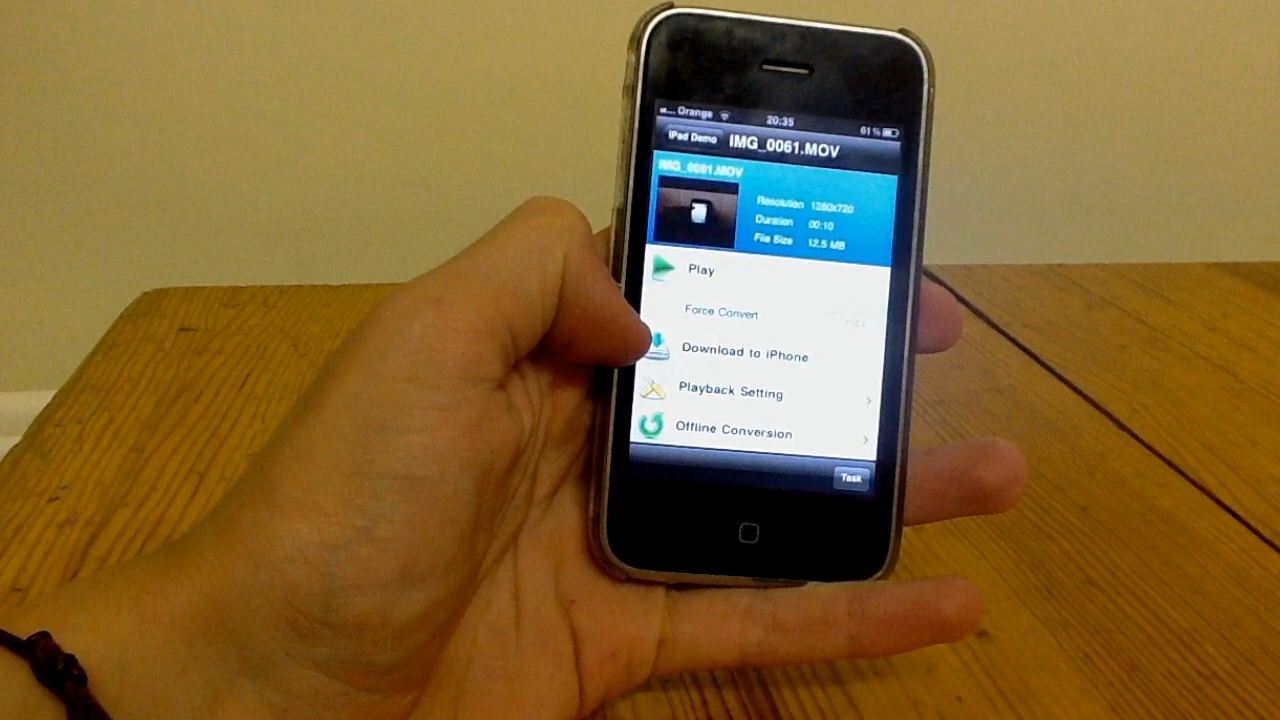 Orange 20:35 61%
iPad Demo IMG_0061.MOV
IMG_0061.MOV
Resolution 1280x720
Duration 00:10
File Size 12.5 MB
Play
Force Convert
Download to iPhone
Playback Setting
Offline Conversion
Task